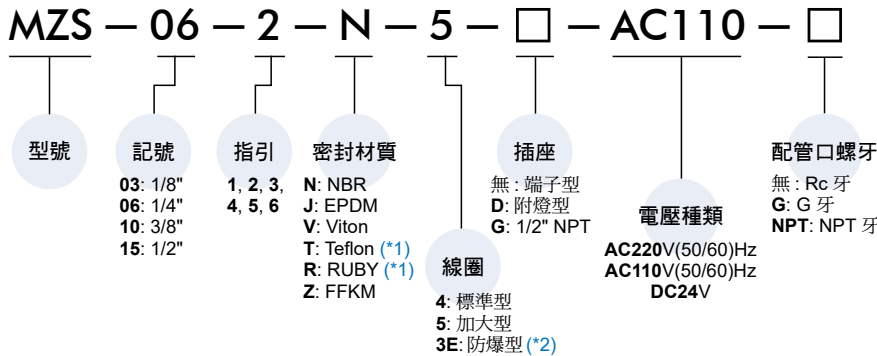 MZS — 06 — 2 — N — 5 — □ — AC110 — □
型號
記號
03: 1/8"
06: 1/4"
10: 3/8"
15: 1/2"
指引
1, 2, 3,
4, 5, 6
密封材質
N: NBR
J: EPDM
V: Viton
T: Teflon (*1)
R: RUBY (*1)
Z: FFKM
線圈
4: 標準型
5: 加大型
3E: 防爆型 (*2)
插座
無 : 端子型
D: 附燈型
G: 1/2" NPT
電壓種類
AC220V(50/60)Hz
AC110V(50/60)Hz
DC24V
配管口螺牙
無 : Rc 牙
G: G 牙
NPT: NPT 牙